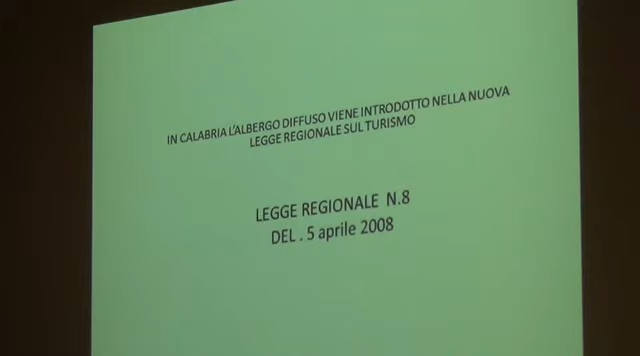 IN CALABRIA L'ALBERGO DIFFUSO VIENE INTRODOTTO NELLA NUOVA
LEGGE REGIONALE SUL TURISMO
LEGGE REGIONALE N.8
DEL . 5 aprile 2008